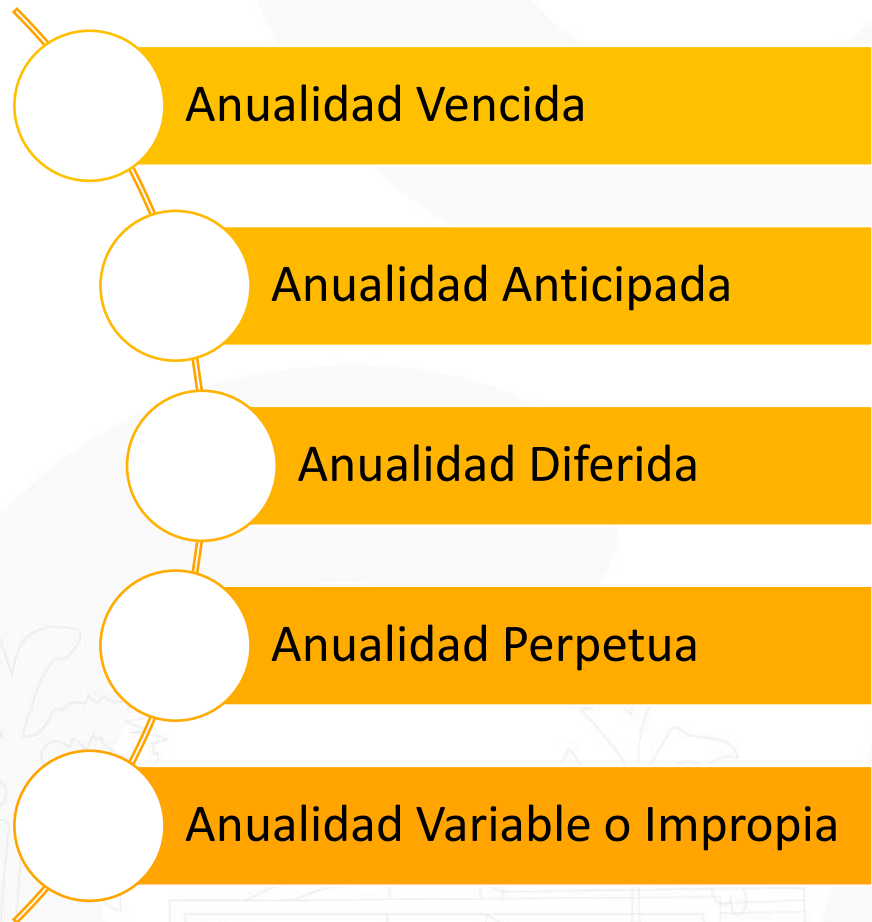 Anualidad Vencida
Anualidad Anticipada
Anualidad Diferida
Anualidad Perpetua
Anualidad Variable o Impropia